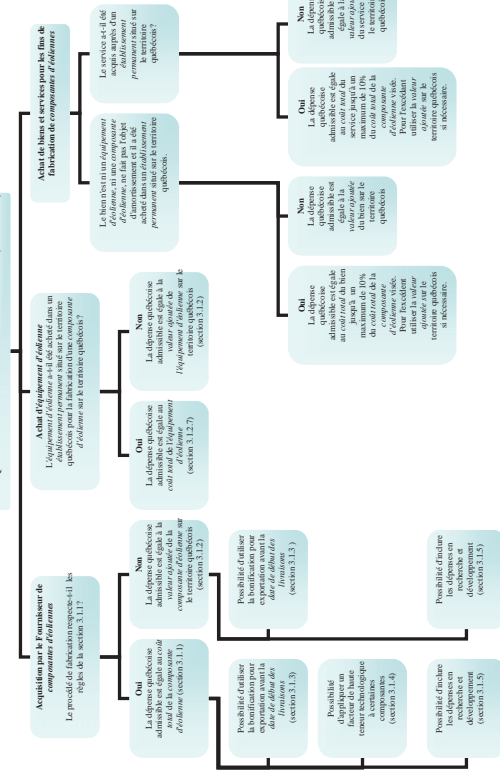 Acquisition par le Fournisseur de
composantes d'éoliennes
Le procédé de fabrication respecte-t-il les
règles de la section 3.1.1?
Oui
La dépense québécoise
admissible est égale au coût
total de la composante
d'éolienne (section 3.1.1)
Non
La dépense québécoise
admissible est égale à la
valeur ajoutée de la
composante d'éolienne sur
le territoire québécois
(section 3.1.2)
Possibilité d'utiliser
la bonification pour
exportation avant la
date de début des
livraisons
(section 3.1.3)
Possibilité
d'appliquer un
facteur de haute
teneur technologique
à certaines
composantes
(section 3.1.4)
Possibilité d'inclure
les dépenses en
recherche et
développement
(section 3.1.5)
Possibilité d'utiliser
la bonification pour
exportation avant la
date de début des
livraisons
(section 3.1.3 )
Possibilité d'inclure
les dépenses en
recherche et
développement
(section 3.1.5)
Achat d'équipement d'éolienne
L'équipement d'éolienne a-t-il été acheté dans un
établissement permanent situé sur le territoire
québécois pour la fabrication d'une composante
d'éolienne sur le territoire québécois ?
Oui
La dépense québécoise
admissible est égale au
coût total de l'équipement
d'éolienne
(section 3.1.2.7)
Non
La dépense québécoise
admissible est égale à la
valeur ajoutée de
l'équipement d'éolienne sur le
territoire québécois
(section 3.1.2)
Achat de biens et services pour les fins de
fabrication de composantes d'éoliennes
Le bien n'est ni un équipement
d'éolienne, ni une composante
d'éolienne, ne fait pas l'objet
d'amortissement et il a été
acheté dans un établissement
permanent situé sur le territoire
québécois.
Le service a-t-il été
acquis auprès d'un
établissement
permanent situé sur
le territoire
québécois ?
Oui
La dépense
québécoise
admissible est égale
au coût total du bien
jusqu'à un
maximum de 10%
du coût total de la
composante
d'éolienne visée.
Pour l'excédent
utiliser la valeur
ajoutée sur le
territoire québécois
si nécessaire.
Non
La dépense
québécoise
admissible est
égale à la
valeur ajoutée
du bien sur le
territoire
québécois
Oui
La dépense
québécoise
admissible est égale
au coût total du
service jusqu'à un
maximum de 10%
du coût total de la
composante
d'éolienne visée.
Pour l'excédent
utiliser la valeur
ajoutée sur le
territoire québécois
si nécessaire.
Non
La dépense
québécoise
admissible est
égale à la
valeur ajoutée
du service sur
le territoire
québécois